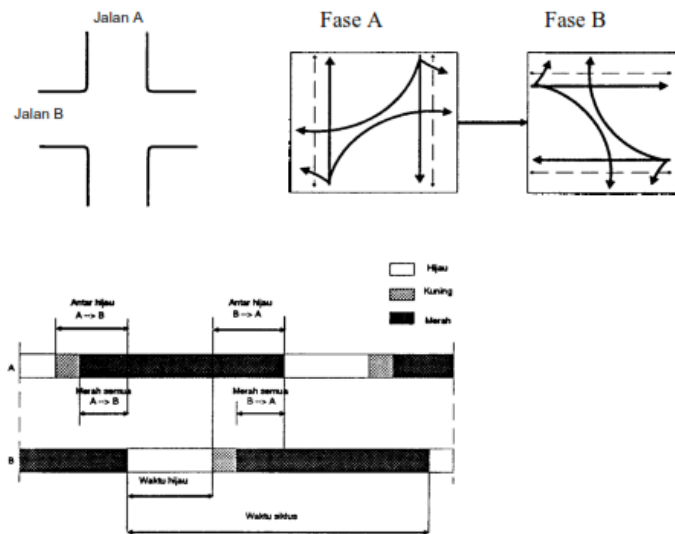 Jalan A
Jalan B
Fase A
Fase B
Hijau
Kuning
Merah
Antar hijau
A --> B
Antar hijau
B --> A
A
Merah semua
A --> B
Merah semua
B --> A
B
Waktu hijau
Waktu siklus